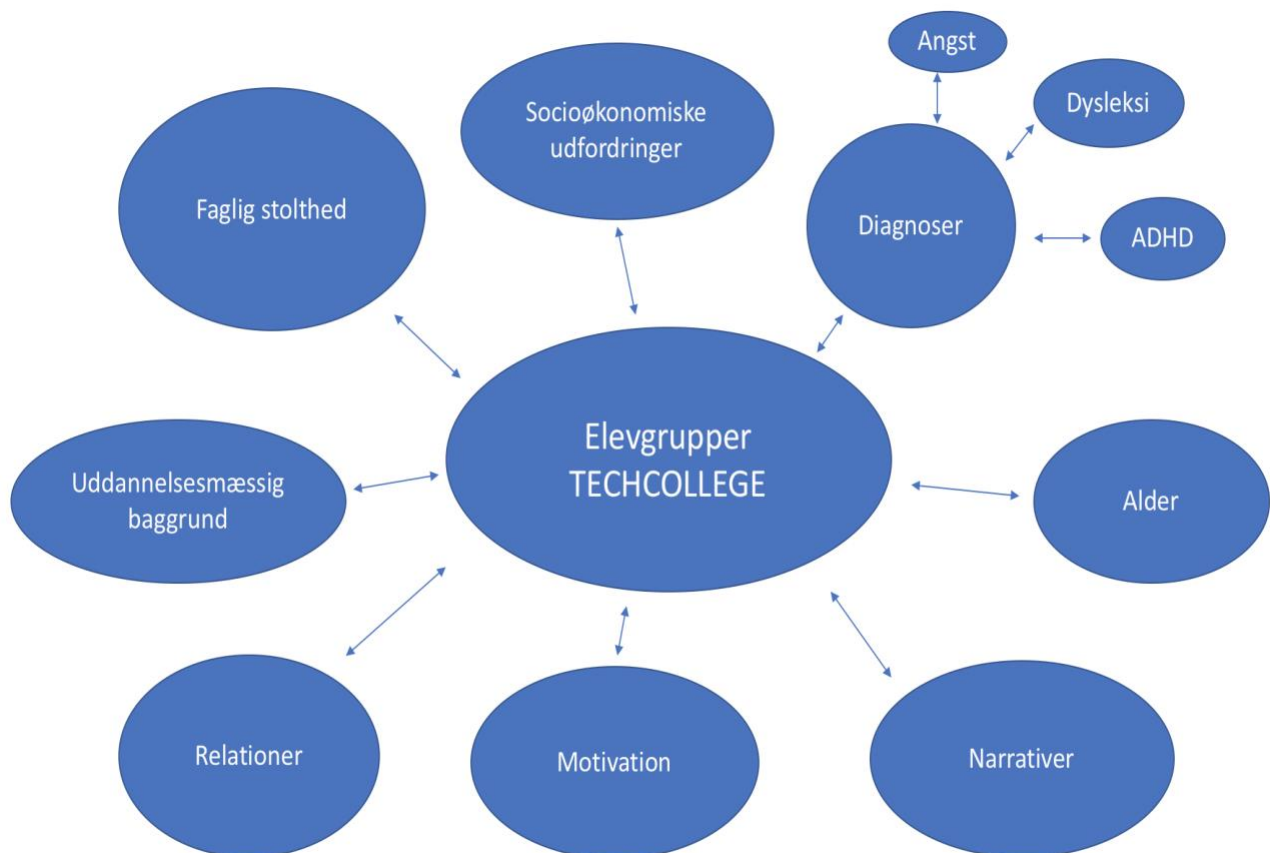 Angst
Dysleksi
Socioøkonomiske
udfordringer
Faglig stolthed
Diagnoser
ADHD
Elevgrupper
TECHCOLLEGE
Uddannelsesmæssig
baggrund
Alder
Relationer
Motivation
Narrativer